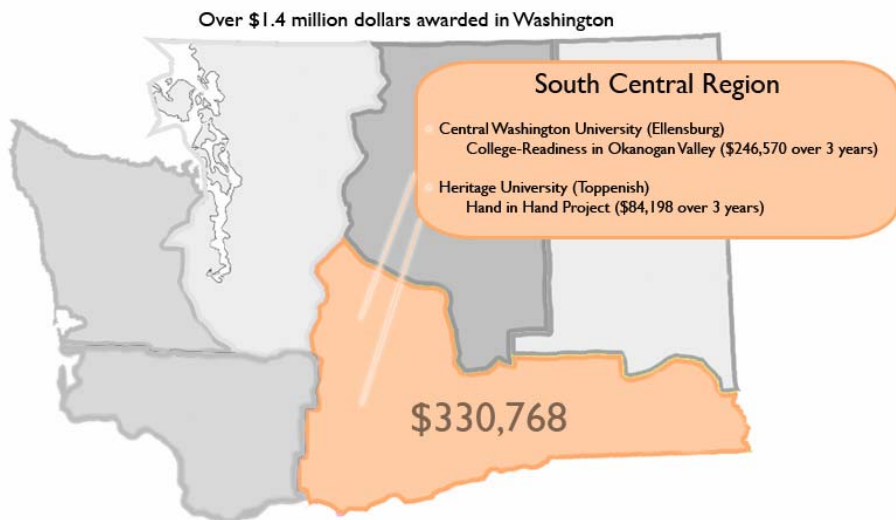 Over $1.4 million dollars awarded in Washington
South Central Region
Central Washington University (Ellensburg)
College-Readiness in Okanogan Valley ($246,570 over 3 years)
Heritage University (Toppenish)
Hand in Hand Project ($84,198 over 3 years)
$330,768